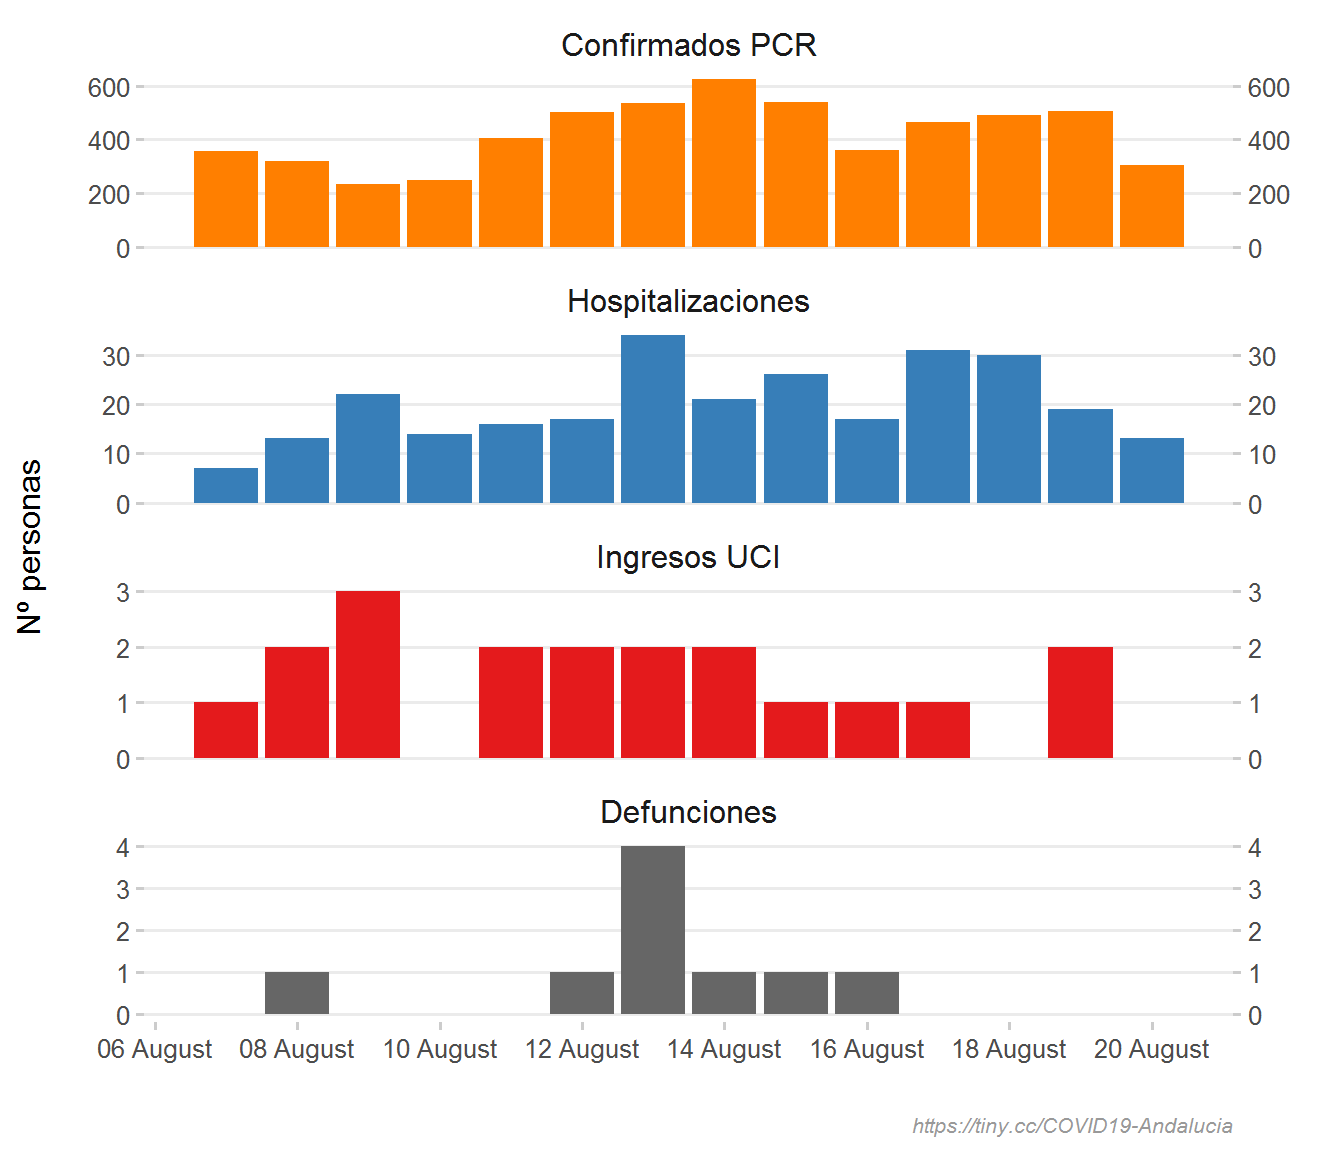 Confirmados PCR
600 600
400 400
200 200
0 0
Hospitalizaciones
30 30
20 20
10 10
0 0
Nº personas
Ingresos UCI
3 3
2 2
1 1
0 0
Defunciones
4 4
3 3
2 2
1 1
0 0
06 August 08 August 10 August 12 August 14 August 16 August 18 August 20 August
https://tiny.cc/COVID19-Andalucia